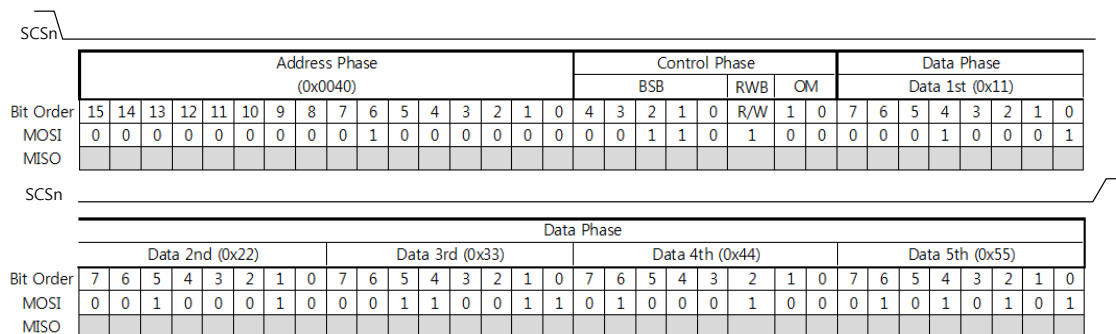 SCSn
Address Phase Control Phase Data Phase
(0x0040) BSB RWB OM Data 1st (0x11)
Bit Order 15 14 13 12 11 10 9 8 7 6 5 4 3 2 1 0 4 3 2 1 0 R/W 1 0 7 6 5 4 3 2 1 0
MOSI 0 0 0 0 0 0 0 0 0 1 0 0 0 0 0 0 0 0 1 1 0 1 0 0 0 0 0 1 0 0 0 1
MISO
SCSn
Data Phase
Data 2nd (0x22) Data 3rd (0x33) Data 4th (0x44) Data 5th (0x55)
Bit Order 7 6 5 4 3 2 1 0 7 6 5 4 3 2 1 0 7 6 5 4 3 2 1 0 7 6 5 4 3 2 1 0
MOSI 0 0 1 0 0 0 1 0 0 0 1 1 0 0 1 1 0 1 0 0 0 1 0 0 0 1 0 1 0 1 0 1
MISO